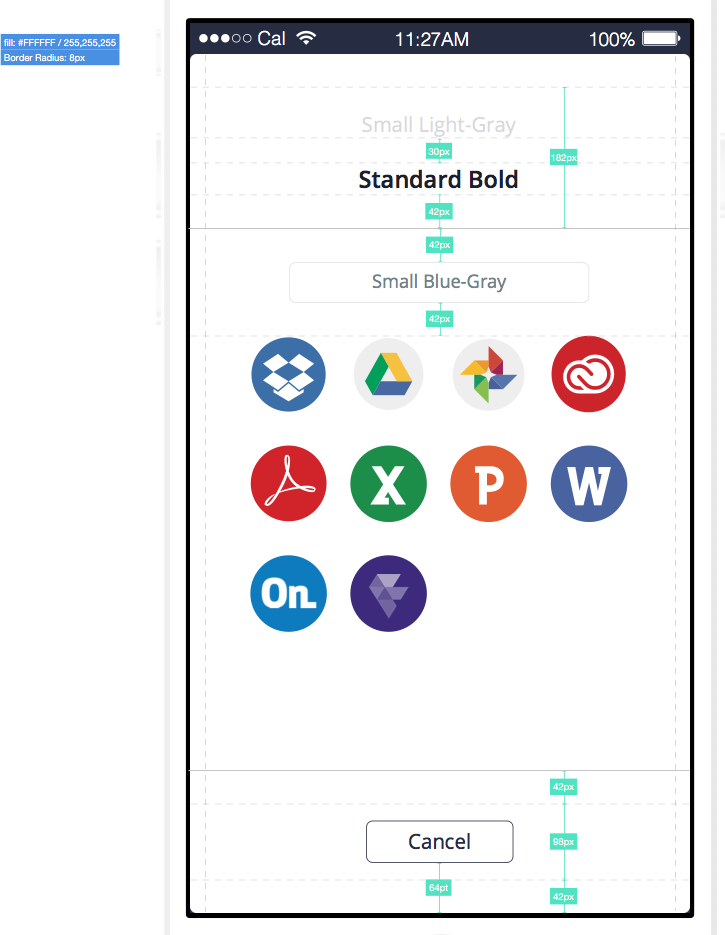 fill: #FFFFFF / 255,255,255
Border Radius: 8px
Cal 11:27AM 100%
Small Light-Gray
30px
182px
Standard Bold
42px
42px
Small Blue-Gray
42px
X P W
On
42px
Cancel
98px
64pt
42px